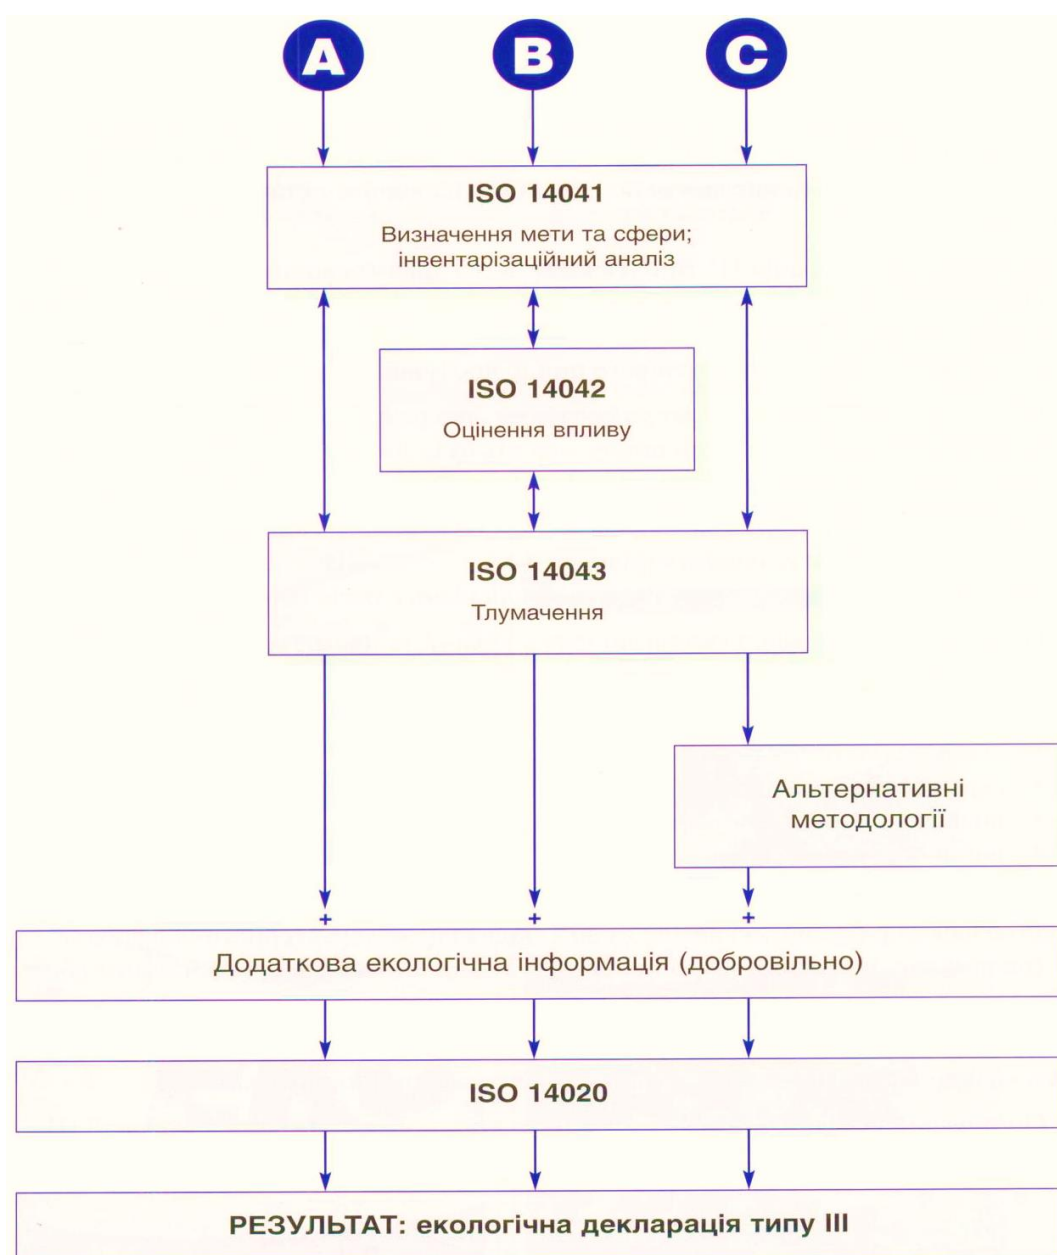 A B C
ISO 14041
Визначення мети та сфери;
інвентарізаційний аналіз
ISO 14042
Оцінення впливу
ISO 14043
Тлумачення
Альтернативні
методології
+ + +
Додаткова екологічна інформація (добровільно)
ISO 14020
РЕЗУЛЬТАТ: екологічна декларація типу III